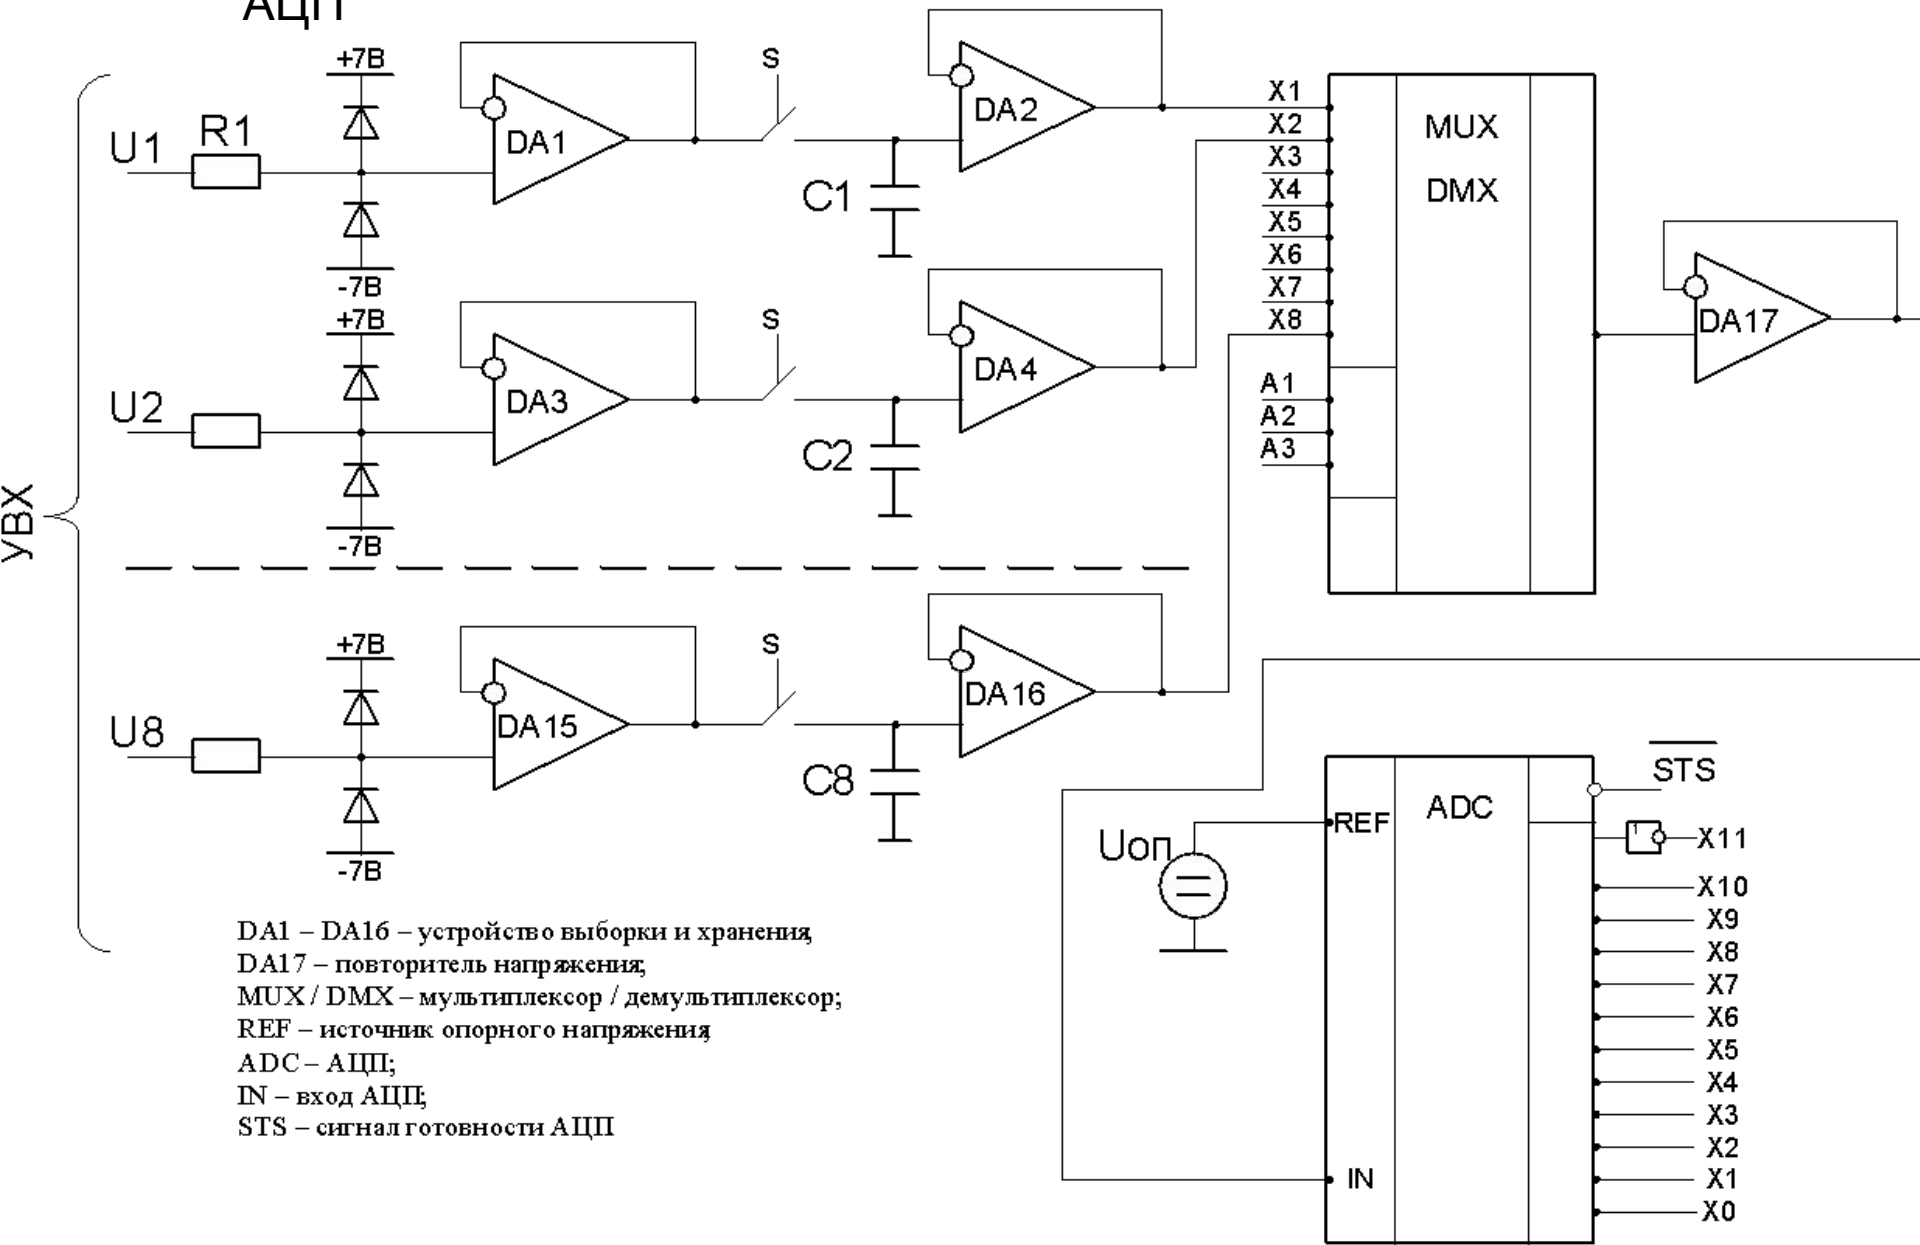 АЦП
УВХ
U1
R1
+7В
-7В
DA1
S
C1
DA2
U2
+7В
-7В
DA3
S
C2
DA4
U8
+7В
-7В
DA15
S
C8
DA16
X1
X2
X3
X4
X5
X6
X7
X8
A1
A2
A3
MUX
DMX
DA17
Uоп
REF
IN
ADC
STS
1
X11
X10
X9
X8
X7
X6
X5
X4
X3
X2
X1
X0
DA1 – DA16 – устройство выборки и хранения,
DA17 – повторитель напряжения;
MUX / DMX – мультиплексор / демультиплексор;
REF – источник опорного напряжения,
ADC – АЦП;
IN – вход АЦП;
STS – сигнал готовности АЦП